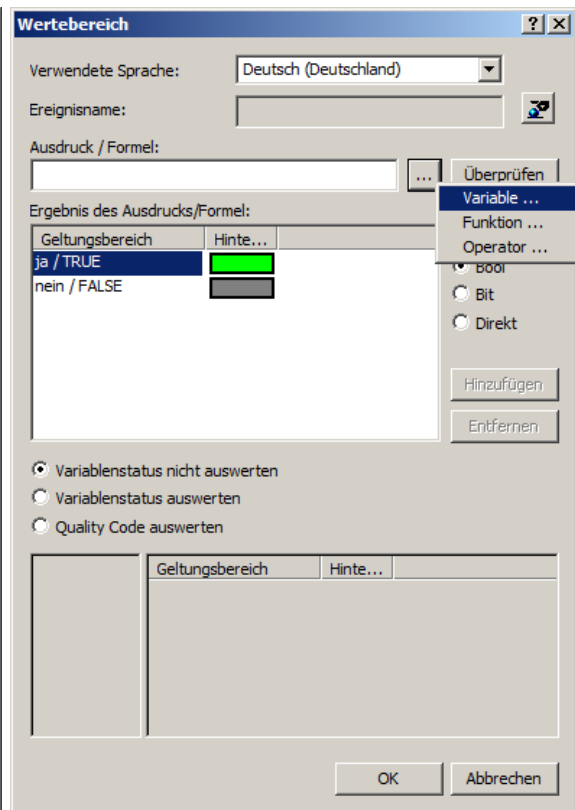 Wertebereich
Verwendete Sprache: Deutsch (Deutschland)
Ereignisname:
Ausdruck / Formel:
... Überprüfen
Variable ...
Funktion ...
Operator ...
Ergebnis des Ausdrucks/Formel:
Geltungsbereich Hinte...
ja / TRUE
nein / FALSE
Bool
Bit
Direkt
Hinzufügen
Entfernen
Variablenstatus nicht auswerten
Variablenstatus auswerten
Quality Code auswerten
Geltungsbereich Hinte...
OK Abbrechen